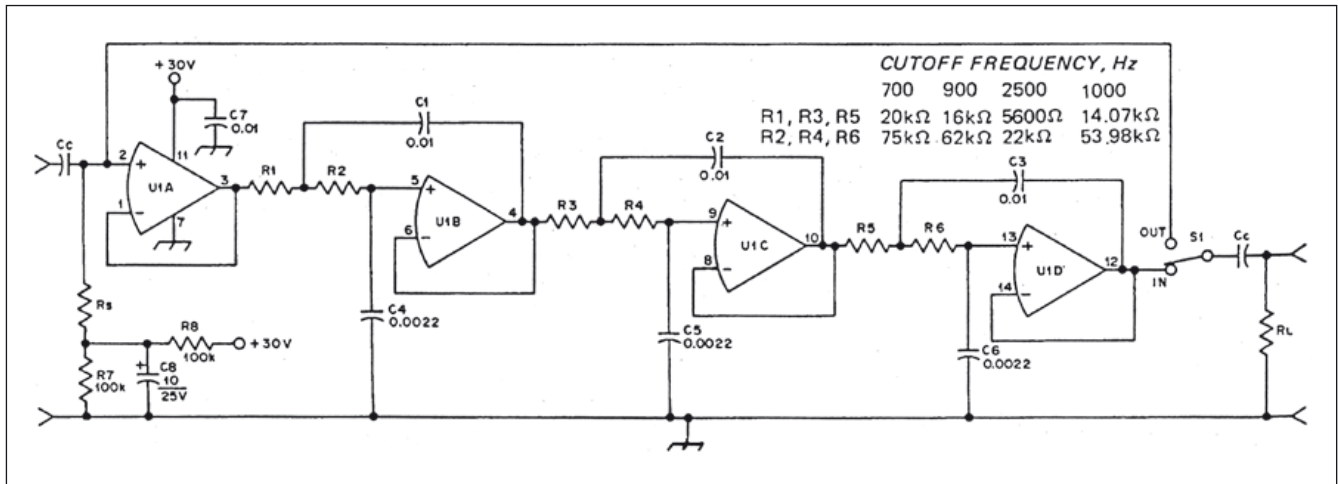 CUTOFF FREQUENCY, Hz
700 900 2500 1000
R1, R3, R5 20kΩ 16kΩ 5600Ω 14.07kΩ
R2, R4, R6 75kΩ 62kΩ 22kΩ 53,98kΩ
+30V
C7
0.01
Cc
2
+
11
U1A
3
1
−
7
R1
R2
C1
0.01
5
+
U1B
4
6
−
R3
R4
C2
0.01
9
+
U1C
10
8
−
R5
R6
C3
0.01
13
+
U1D
12
14
−
OUT
S1
IN
Cc
RL
Rs
R8
100k
+30V
R7
100k
+
C8
10
25V
C4
0.0022
C5
0.0022
C6
0.0022